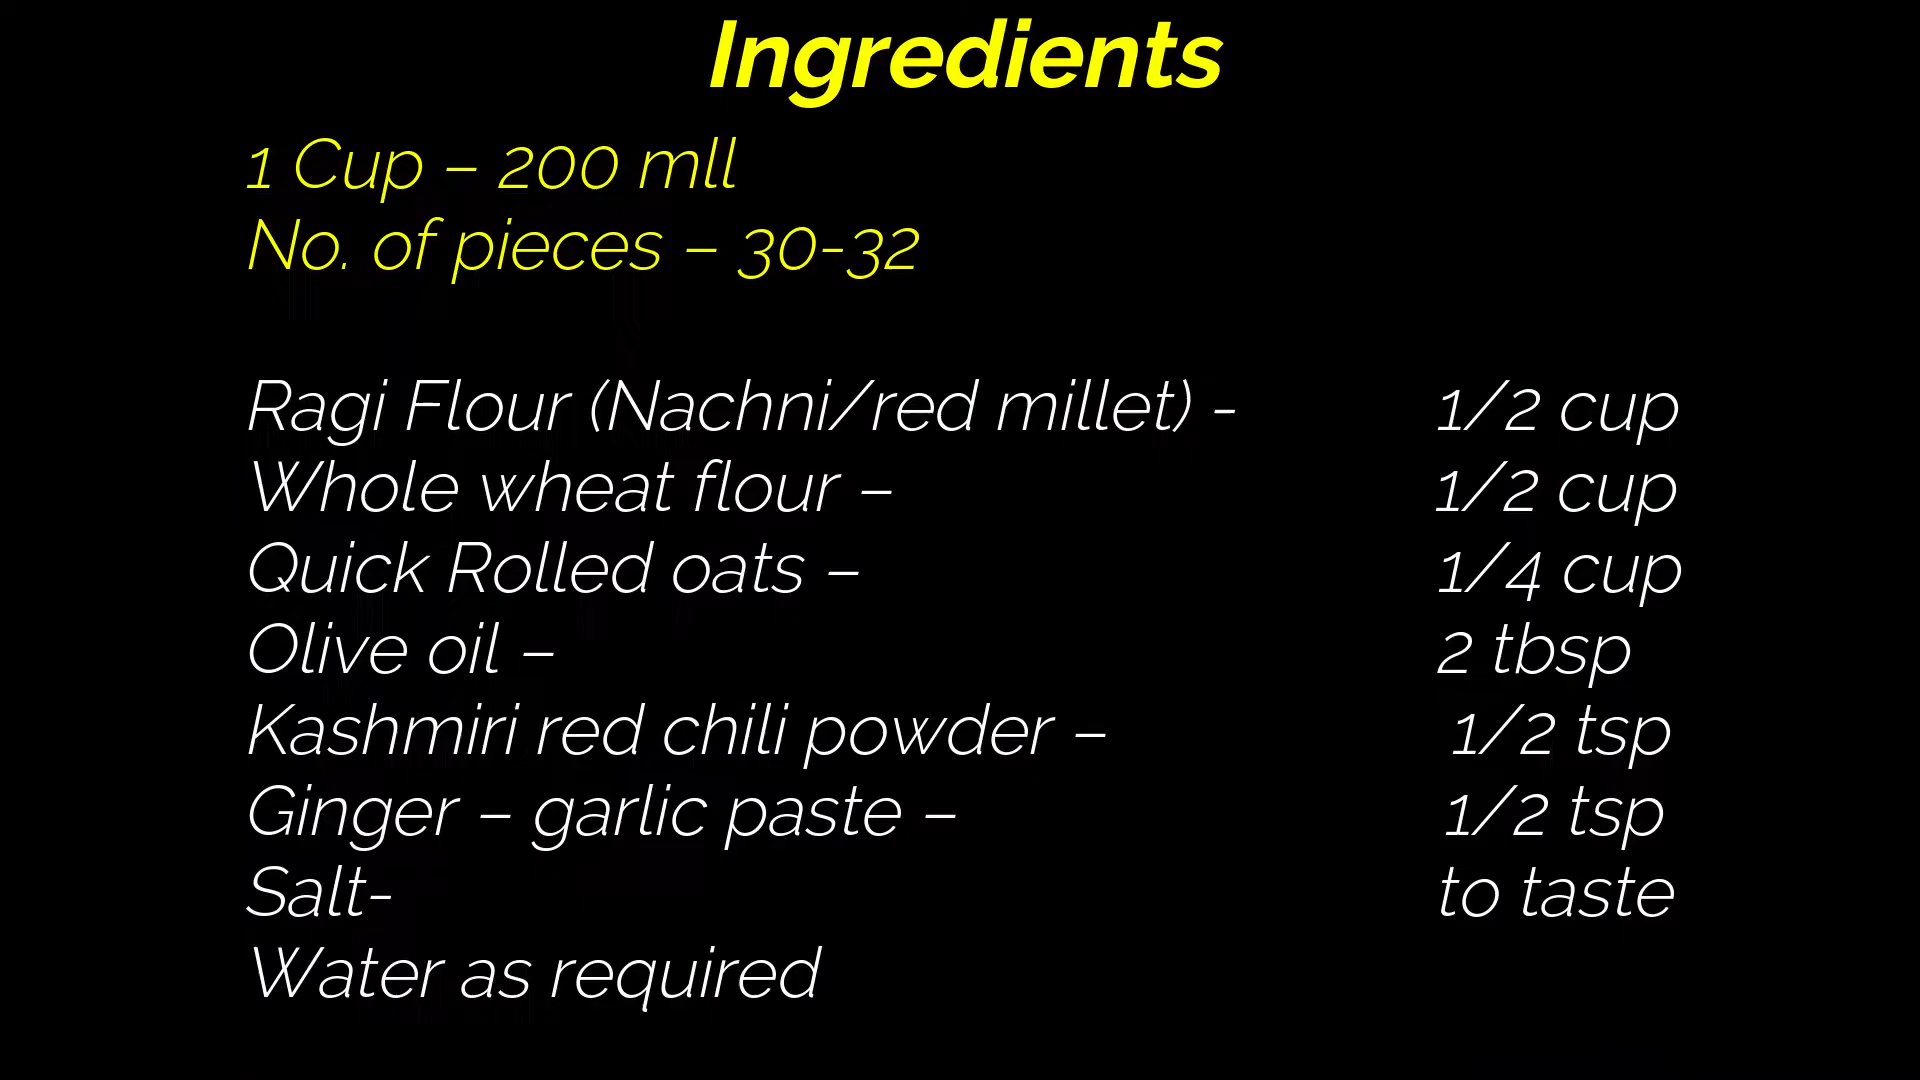 Ingredients
1 Cup – 200 mll
No. of pieces – 30-32
Ragi Flour (Nachni/red millet) - 1/2 cup
Whole wheat flour – 1/2 cup
Quick Rolled oats – 1/4 cup
Olive oil – 2 tbsp
Kashmiri red chili powder – 1/2 tsp
Ginger – garlic paste – 1/2 tsp
Salt- to taste
Water as required